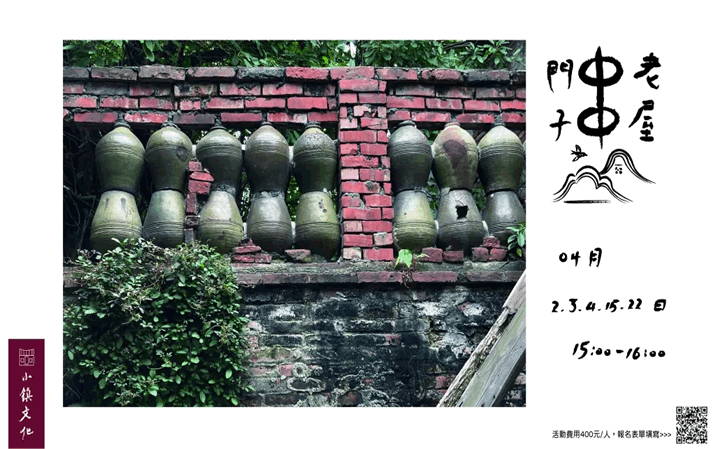 老屋
串
門子
04月
2.3.4.15.22日
15:00-16:00
小鎮文化
活動費用400元/人,報名表單填寫>>>